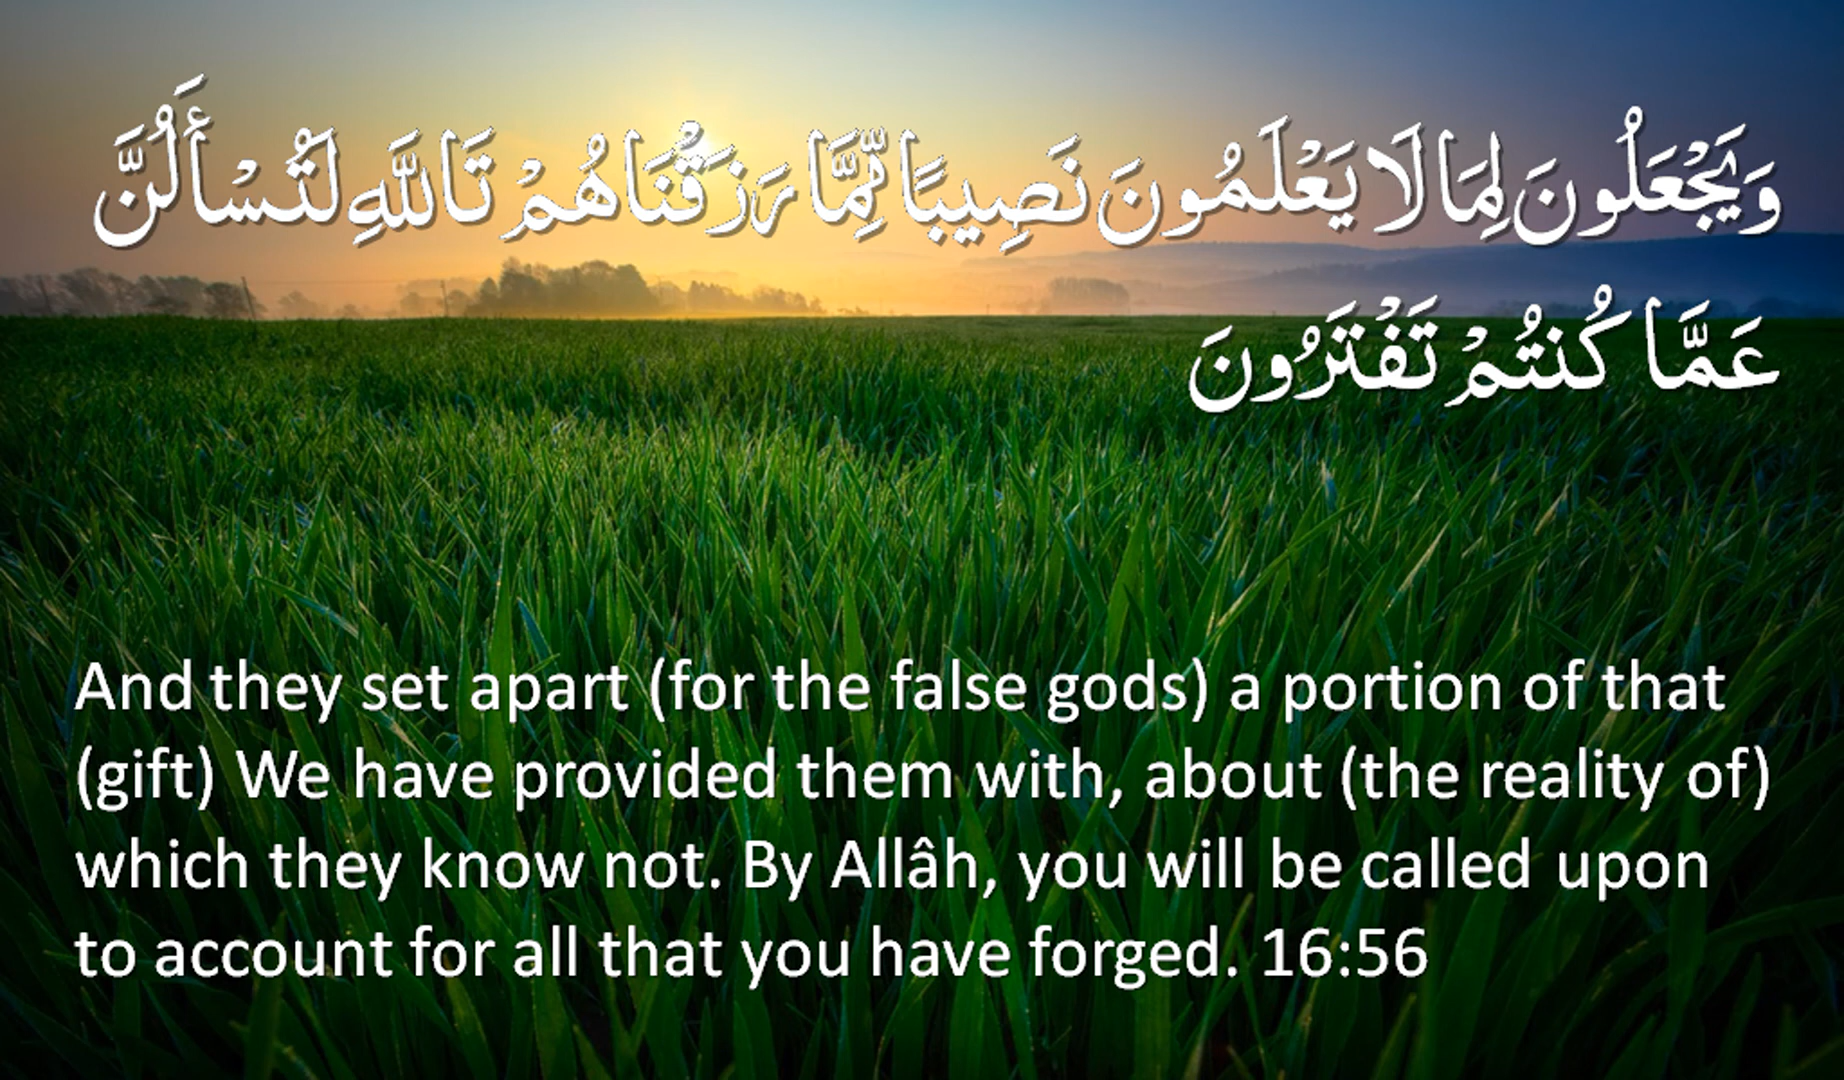 وَيَجْعَلُونَ لِمَا لَا يَعْلَمُونَ نَصِيبًا مِّمَّا رَزَقْنَاهُمْ تَاللَّهِ لَتُسْأَلُنَّ
عَمَّا كُنتُمْ تَفْتَرُونَ
And they set apart (for the false gods) a portion of that
(gift) We have provided them with, about (the reality of)
which they know not. By Allâh, you will be called upon
to account for all that you have forged. 16:56